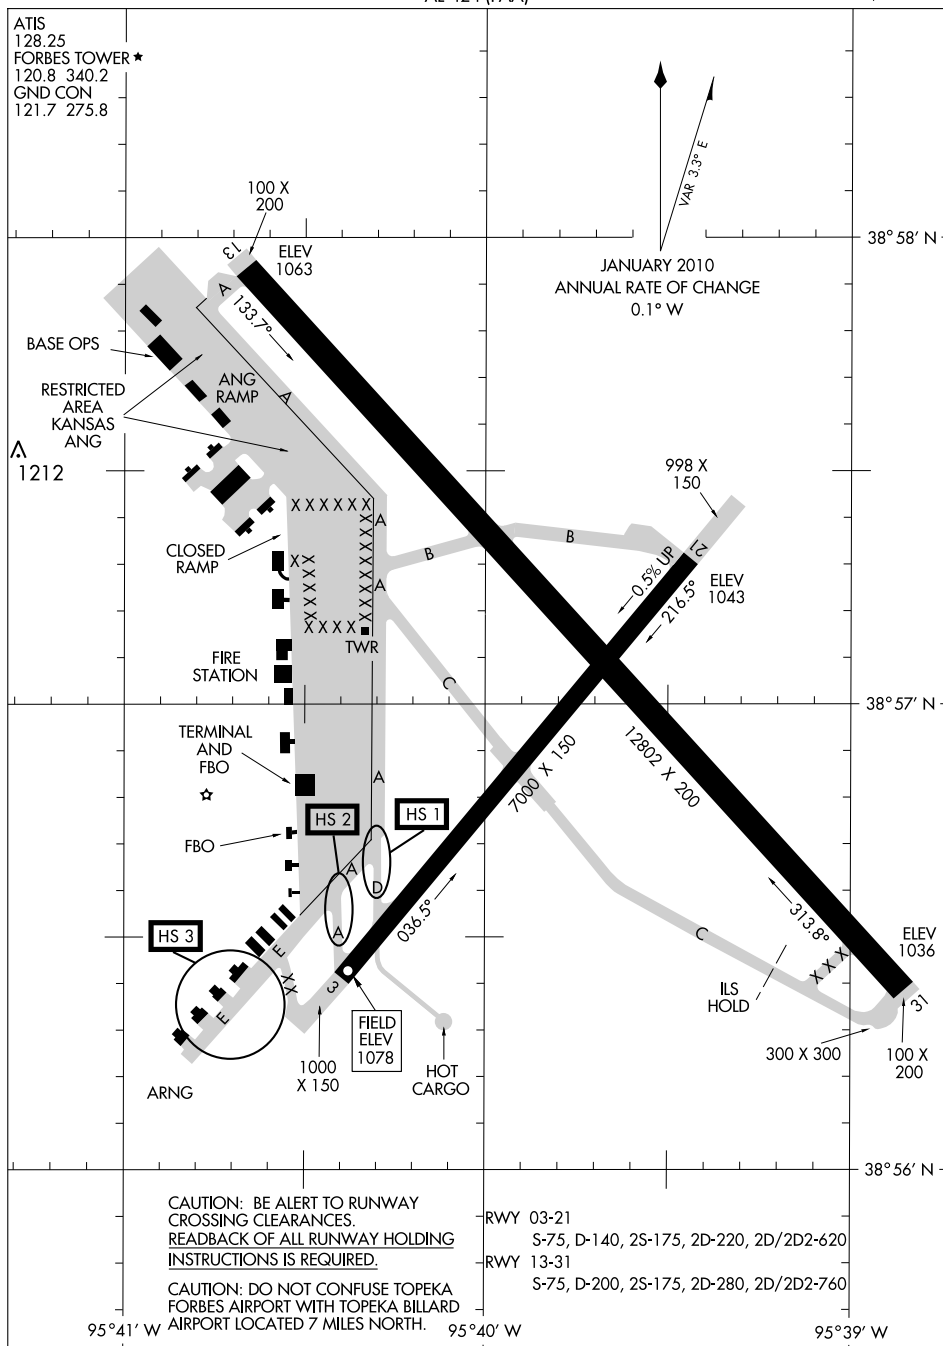 AL-124 (FAA)
ATIS
128.25
FORBES TOWER
120.8 340.2
GND CON
121.7 275.8
VAR 3.3° E
JANUARY 2010
ANNUAL RATE OF CHANGE
0.1° W
100 X
200
13
ELEV
1063
38°58' N
A
133.7°
BASE OPS
ANG
RAMP
A
RESTRICTED
AREA
KANSAS
ANG
1212
998 X
150
X X X X X X
X
A
X
X
X
X
X
X
X
B
B
21
CLOSED
RAMP
X X
X
X
X
X
A
X X X X
TWR
0.5% UP
216.5°
ELEV
1043
FIRE
STATION
C
38°57' N
TERMINAL
AND
FBO
A
7000 X 150
12802 X 200
HS 2
HS 1
FBO
A
D
036.5°
313.8°
HS 3
A
E
C
ELEV
1036
X X X
ILS
HOLD
X X
3
E
31
FIELD
ELEV
1078
1000
X 150
HOT
CARGO
300 X 300
100 X
200
ARNG
38°56' N
CAUTION: BE ALERT TO RUNWAY
CROSSING CLEARANCES.
READBACK OF ALL RUNWAY HOLDING
INSTRUCTIONS IS REQUIRED.
CAUTION: DO NOT CONFUSE TOPEKA
FORBES AIRPORT WITH TOPEKA BILLARD
AIRPORT LOCATED 7 MILES NORTH.
RWY 03-21
S-75, D-140, 2S-175, 2D-220, 2D/2D2-620
RWY 13-31
S-75, D-200, 2S-175, 2D-280, 2D/2D2-760
95°41' W
95°40' W
95°39' W